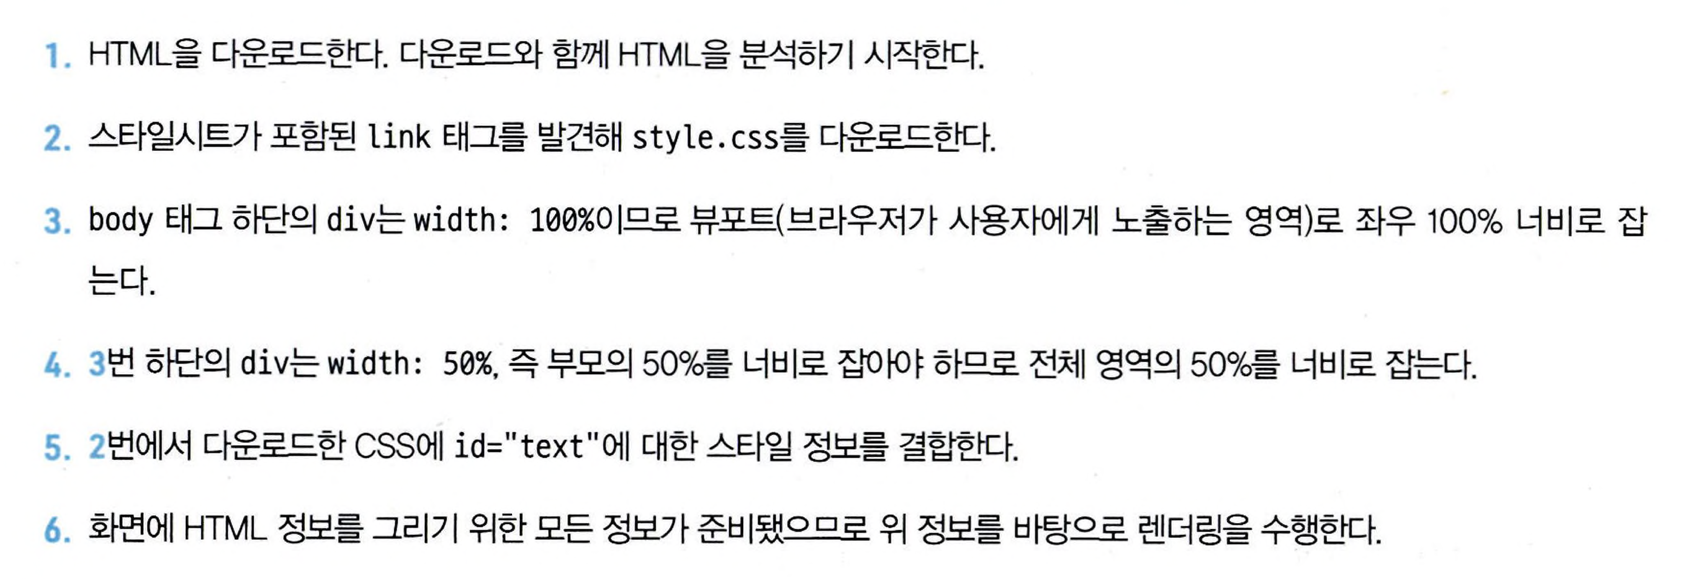 1. HTML을 다운로드한다. 다운로드와 함께 HTML을 분석하기 시작한다.
2. 스타일시트가 포함된 link 태그를 발견해 style.css를 다운로드한다.
3. body 태그 하단의 div는 width: 100%이므로 뷰포트(브라우저가 사용자에게 노출하는 영역)로 좌우 100% 너비로 잡
는다.
4. 3번 하단의 div는 width: 50%, 즉 부모의 50%를 너비로 잡아야 하므로 전체 영역의 50%를 너비로 잡는다.
5. 2번에서 다운로드한 CSS에 id="text"에 대한 스타일 정보를 결합한다.
6. 화면에 HTML 정보를 그리기 위한 모든 정보가 준비됐으므로 위 정보를 바탕으로 렌더링을 수행한다.